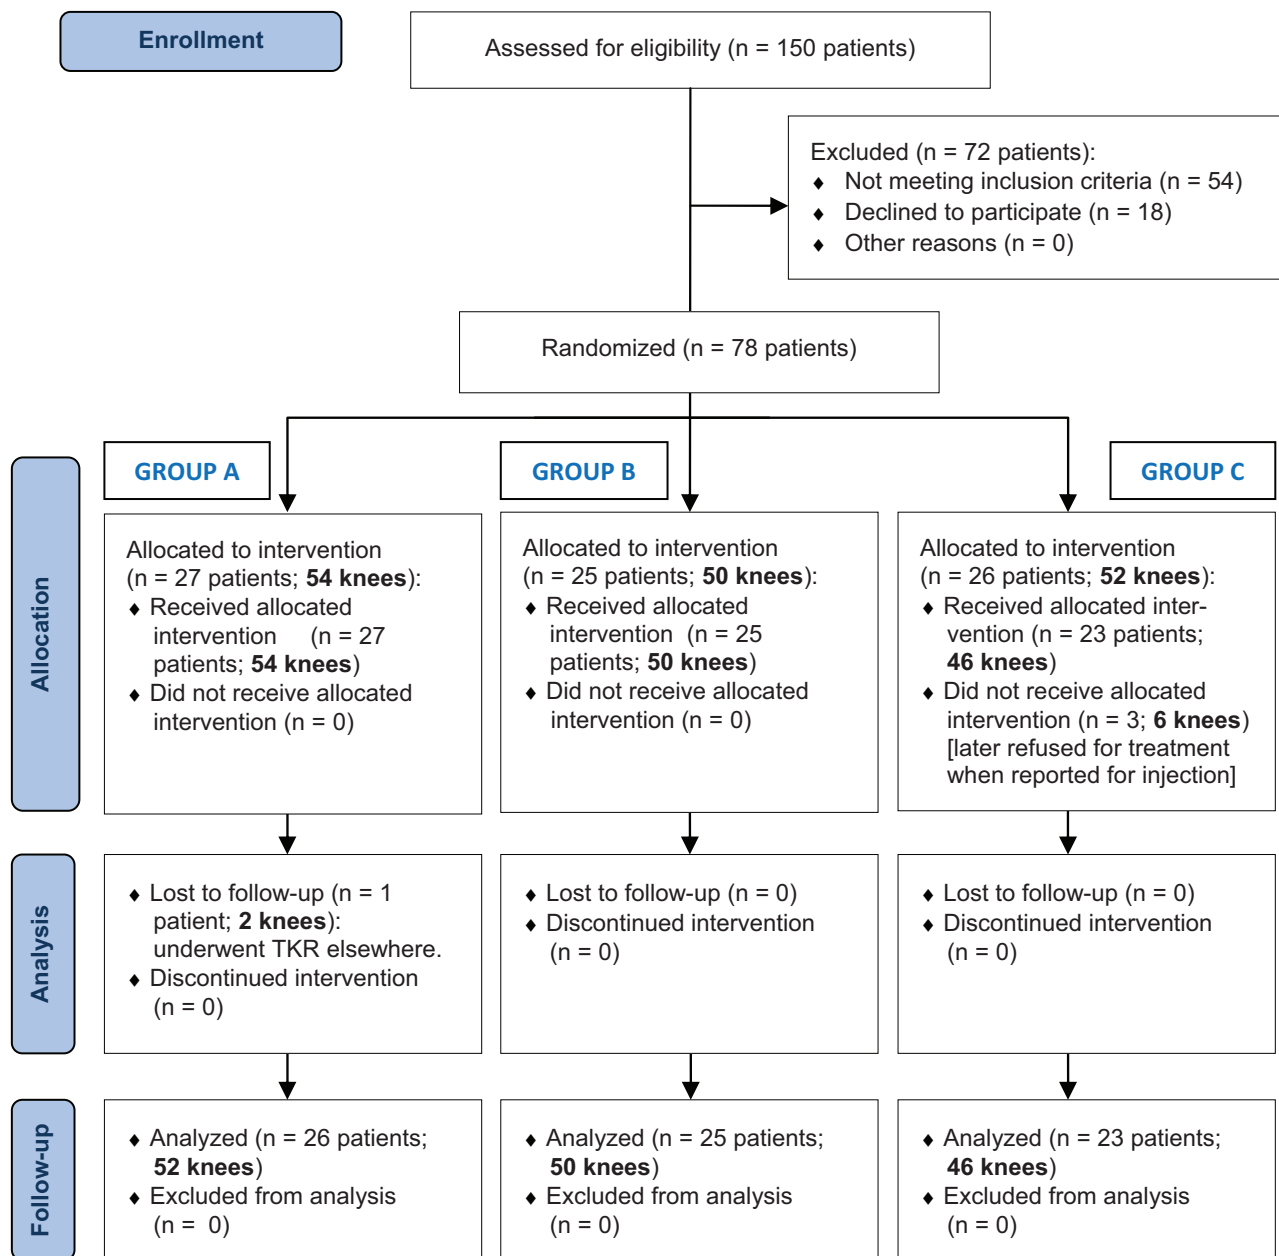 Enrollment
Assessed for eligibility (n = 150 patients)
Excluded (n = 72 patients):
♦ Not meeting inclusion criteria (n = 54)
♦ Declined to participate (n = 18)
♦ Other reasons (n = 0)
Randomized (n = 78 patients)
Allocation
GROUP A
Allocated to intervention
(n = 27 patients; 54 knees):
♦ Received allocated
intervention (n = 27
patients; 54 knees)
♦ Did not receive allocated
intervention (n = 0)
GROUP B
Allocated to intervention
(n = 25 patients; 50 knees):
♦ Received allocated
intervention (n = 25
patients; 50 knees)
♦ Did not receive allocated
intervention (n = 0)
GROUP C
Allocated to intervention
(n = 26 patients; 52 knees):
♦ Received allocated inter-
vention (n = 23 patients;
46 knees)
♦ Did not receive allocated
intervention (n = 3; 6 knees)
[later refused for treatment
when reported for injection]
Analysis
♦ Lost to follow-up (n = 1
patient; 2 knees):
underwent TKR elsewhere.
♦ Discontinued intervention
(n = 0)
♦ Lost to follow-up (n = 0)
♦ Discontinued intervention
(n = 0)
♦ Lost to follow-up (n = 0)
♦ Discontinued intervention
(n = 0)
Follow-up
♦ Analyzed (n = 26 patients;
52 knees)
♦ Excluded from analysis
(n = 0)
♦ Analyzed (n = 25 patients;
50 knees)
♦ Excluded from analysis
(n = 0)
♦ Analyzed (n = 23 patients;
46 knees)
♦ Excluded from analysis
(n = 0)